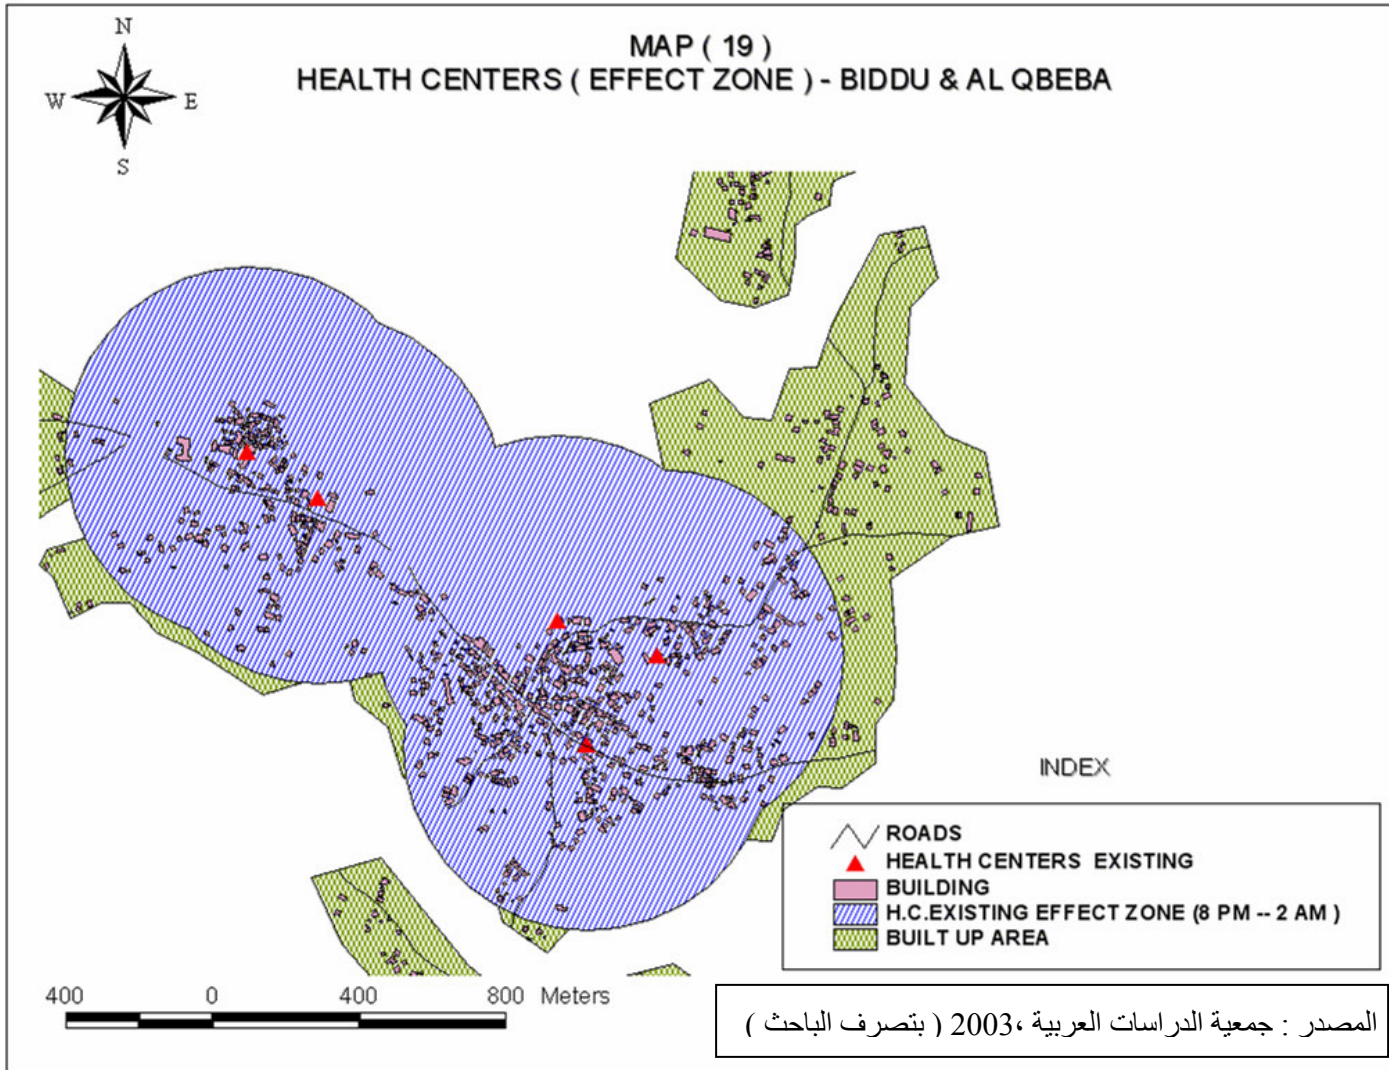 N
W E
S
MAP ( 19 )
HEALTH CENTERS ( EFFECT ZONE ) - BIDDU & AL QBEBA
INDEX
ROADS
HEALTH CENTERS EXISTING
BUILDING
H.C.EXISTING EFFECT ZONE (8 PM -- 2 AM )
BUILT UP AREA
400 0 400 800 Meters
المصدر : جمعية الدراسات العربية ،2003 ( بتصرف الباحث )